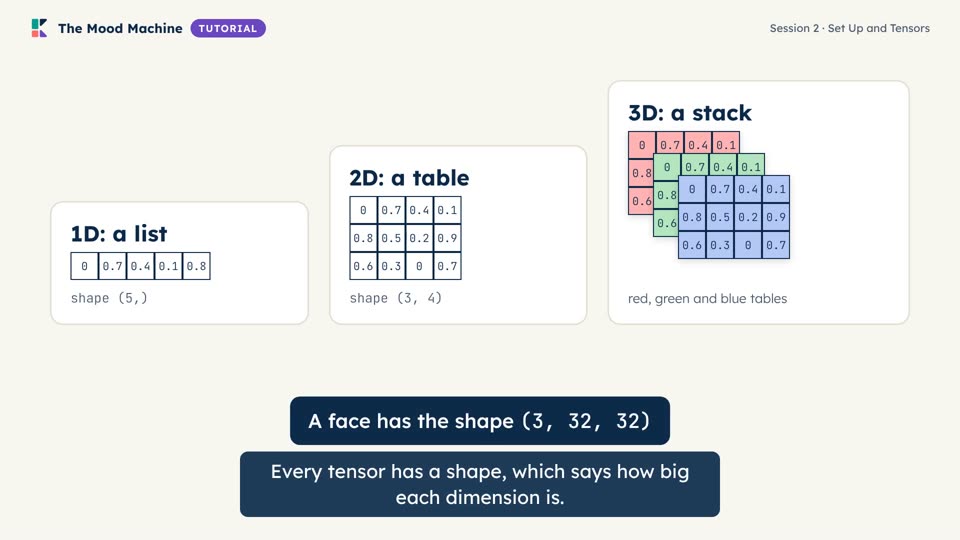 The Mood Machine TUTORIAL
Session 2 · Set Up and Tensors
1D: a list
0 0.7 0.4 0.1 0.8
shape (5,)
2D: a table
0 0.7 0.4 0.1
0.8 0.5 0.2 0.9
0.6 0.3 0 0.7
shape (3, 4)
3D: a stack
0 0.7 0.4 0.1
0.8
0.6
0 0.7 0.4 0.1
0.8
0.6
0 0.7 0.4 0.1
0.8 0.5 0.2 0.9
0.6 0.3 0 0.7
red, green and blue tables
A face has the shape (3, 32, 32)
Every tensor has a shape, which says how big
each dimension is.